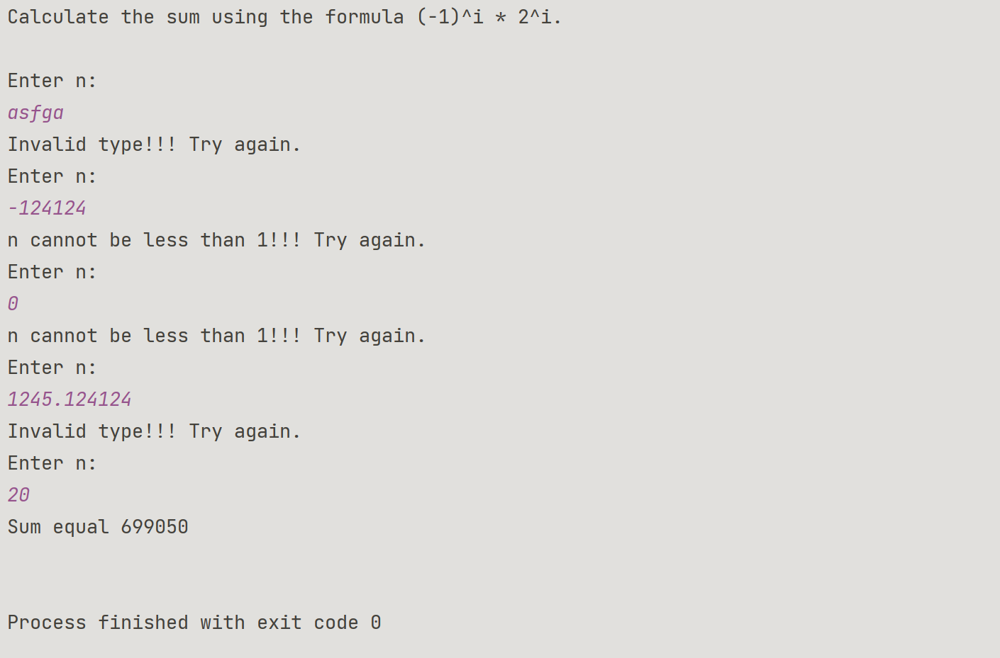 Calculate the sum using the formula (-1)^i * 2^i.
Enter n:
asfga
Invalid type!!! Try again.
Enter n:
-124124
n cannot be less than 1!!! Try again.
Enter n:
0
n cannot be less than 1!!! Try again.
Enter n:
1245.124124
Invalid type!!! Try again.
Enter n:
20
Sum equal 699050
Process finished with exit code 0